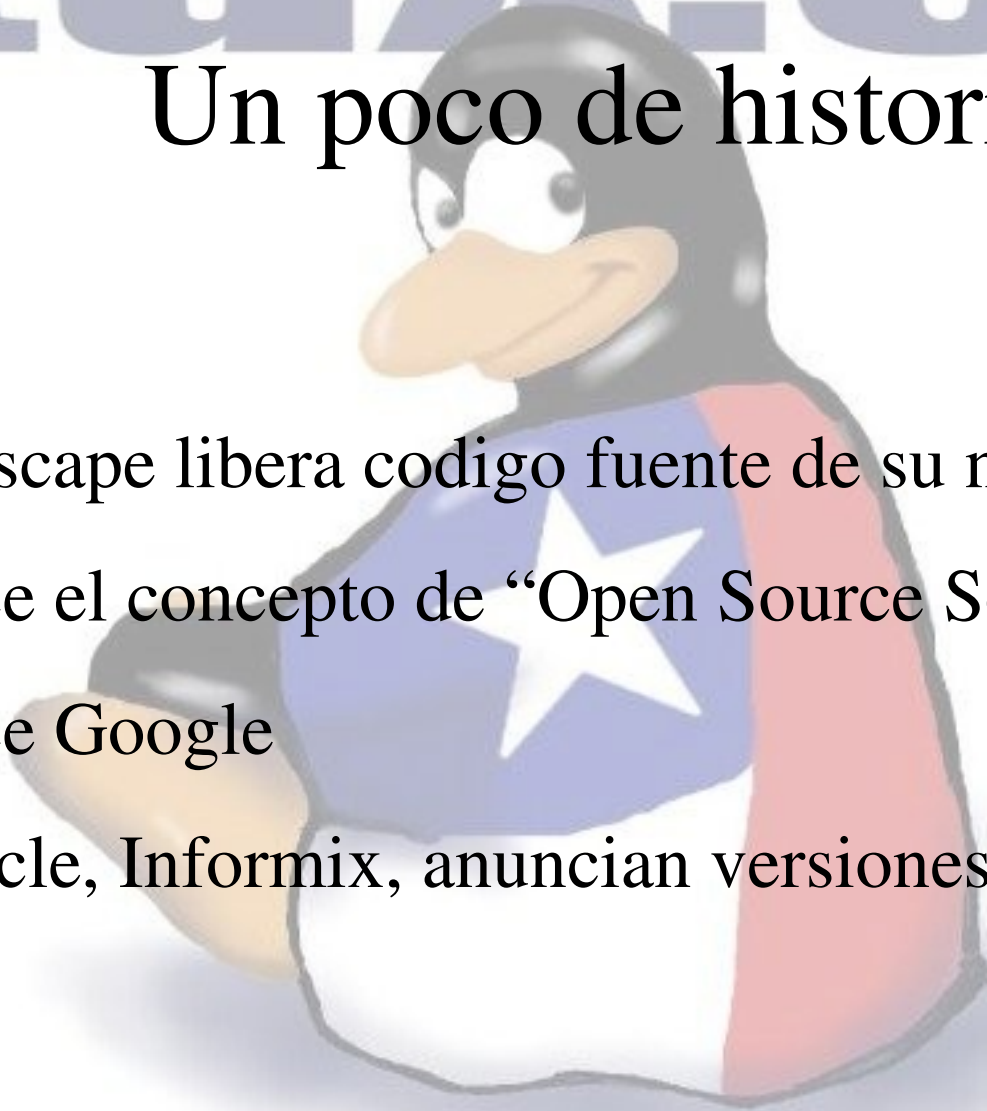 Un poco de histor
scape libera codigo fuente de su
e el concepto de “Open Source S
e Google
cle, Informix, anuncian versiones